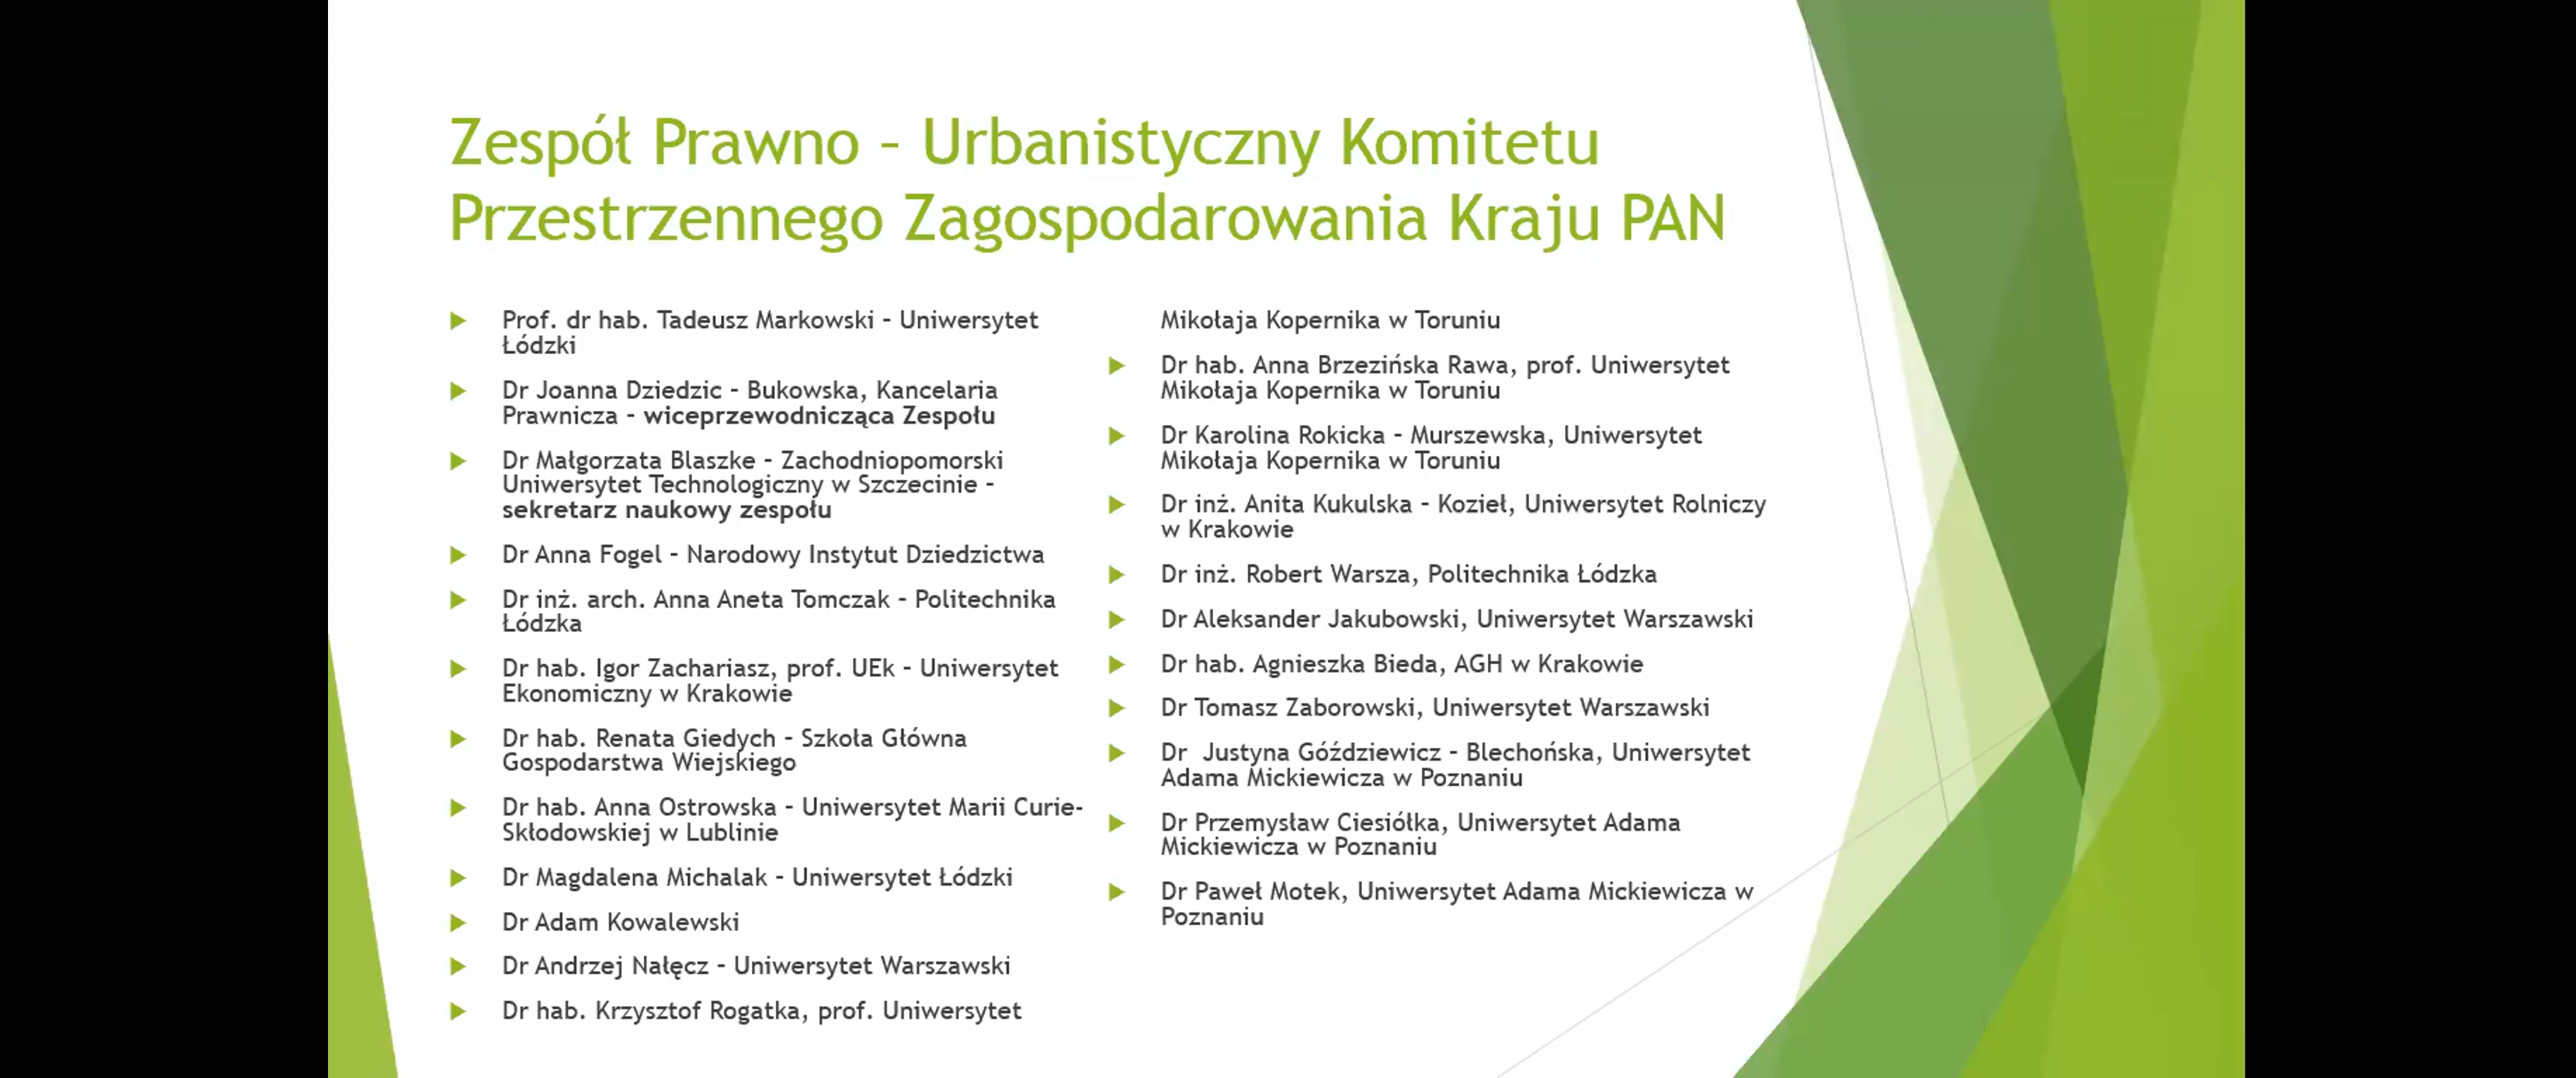 Zespół Prawno – Urbanistyczny Komitetu
Przestrzennego Zagospodarowania Kraju PAN
Prof. dr hab. Tadeusz Markowski – Uniwersytet
Łódzki
Dr Joanna Dziedzic – Bukowska, Kancelaria
Prawnicza – wiceprzewodnicząca Zespołu
Dr Małgorzata Blaszke – Zachodniopomorski
Uniwersytet Technologiczny w Szczecinie –
sekretarz naukowy zespołu
Dr Anna Fogel – Narodowy Instytut Dziedzictwa
Dr inż. arch. Anna Aneta Tomczak – Politechnika
Łódzka
Dr hab. Igor Zachariasz, prof. UEk – Uniwersytet
Ekonomiczny w Krakowie
Dr hab. Renata Giedych – Szkoła Główna
Gospodarstwa Wiejskiego
Dr hab. Anna Ostrowska – Uniwersytet Marii Curie-
Skłodowskiej w Lublinie
Dr Magdalena Michalak – Uniwersytet Łódzki
Dr Adam Kowalewski
Dr Andrzej Nałęcz – Uniwersytet Warszawski
Dr hab. Krzysztof Rogatka, prof. Uniwersytet
Mikołaja Kopernika w Toruniu
Dr hab. Anna Brzezińska Rawa, prof. Uniwersytet
Mikołaja Kopernika w Toruniu
Dr Karolina Rokicka – Murszewska, Uniwersytet
Mikołaja Kopernika w Toruniu
Dr inż. Anita Kukulska – Kozieł, Uniwersytet Rolniczy
w Krakowie
Dr inż. Robert Warsza, Politechnika Łódzka
Dr Aleksander Jakubowski, Uniwersytet Warszawski
Dr hab. Agnieszka Bieda, AGH w Krakowie
Dr Tomasz Zaborowski, Uniwersytet Warszawski
Dr  Justyna Góździewicz – Blechońska, Uniwersytet
Adama Mickiewicza w Poznaniu
Dr Przemysław Ciesiółka, Uniwersytet Adama
Mickiewicza w Poznaniu
Dr Paweł Motek, Uniwersytet Adama Mickiewicza w
Poznaniu